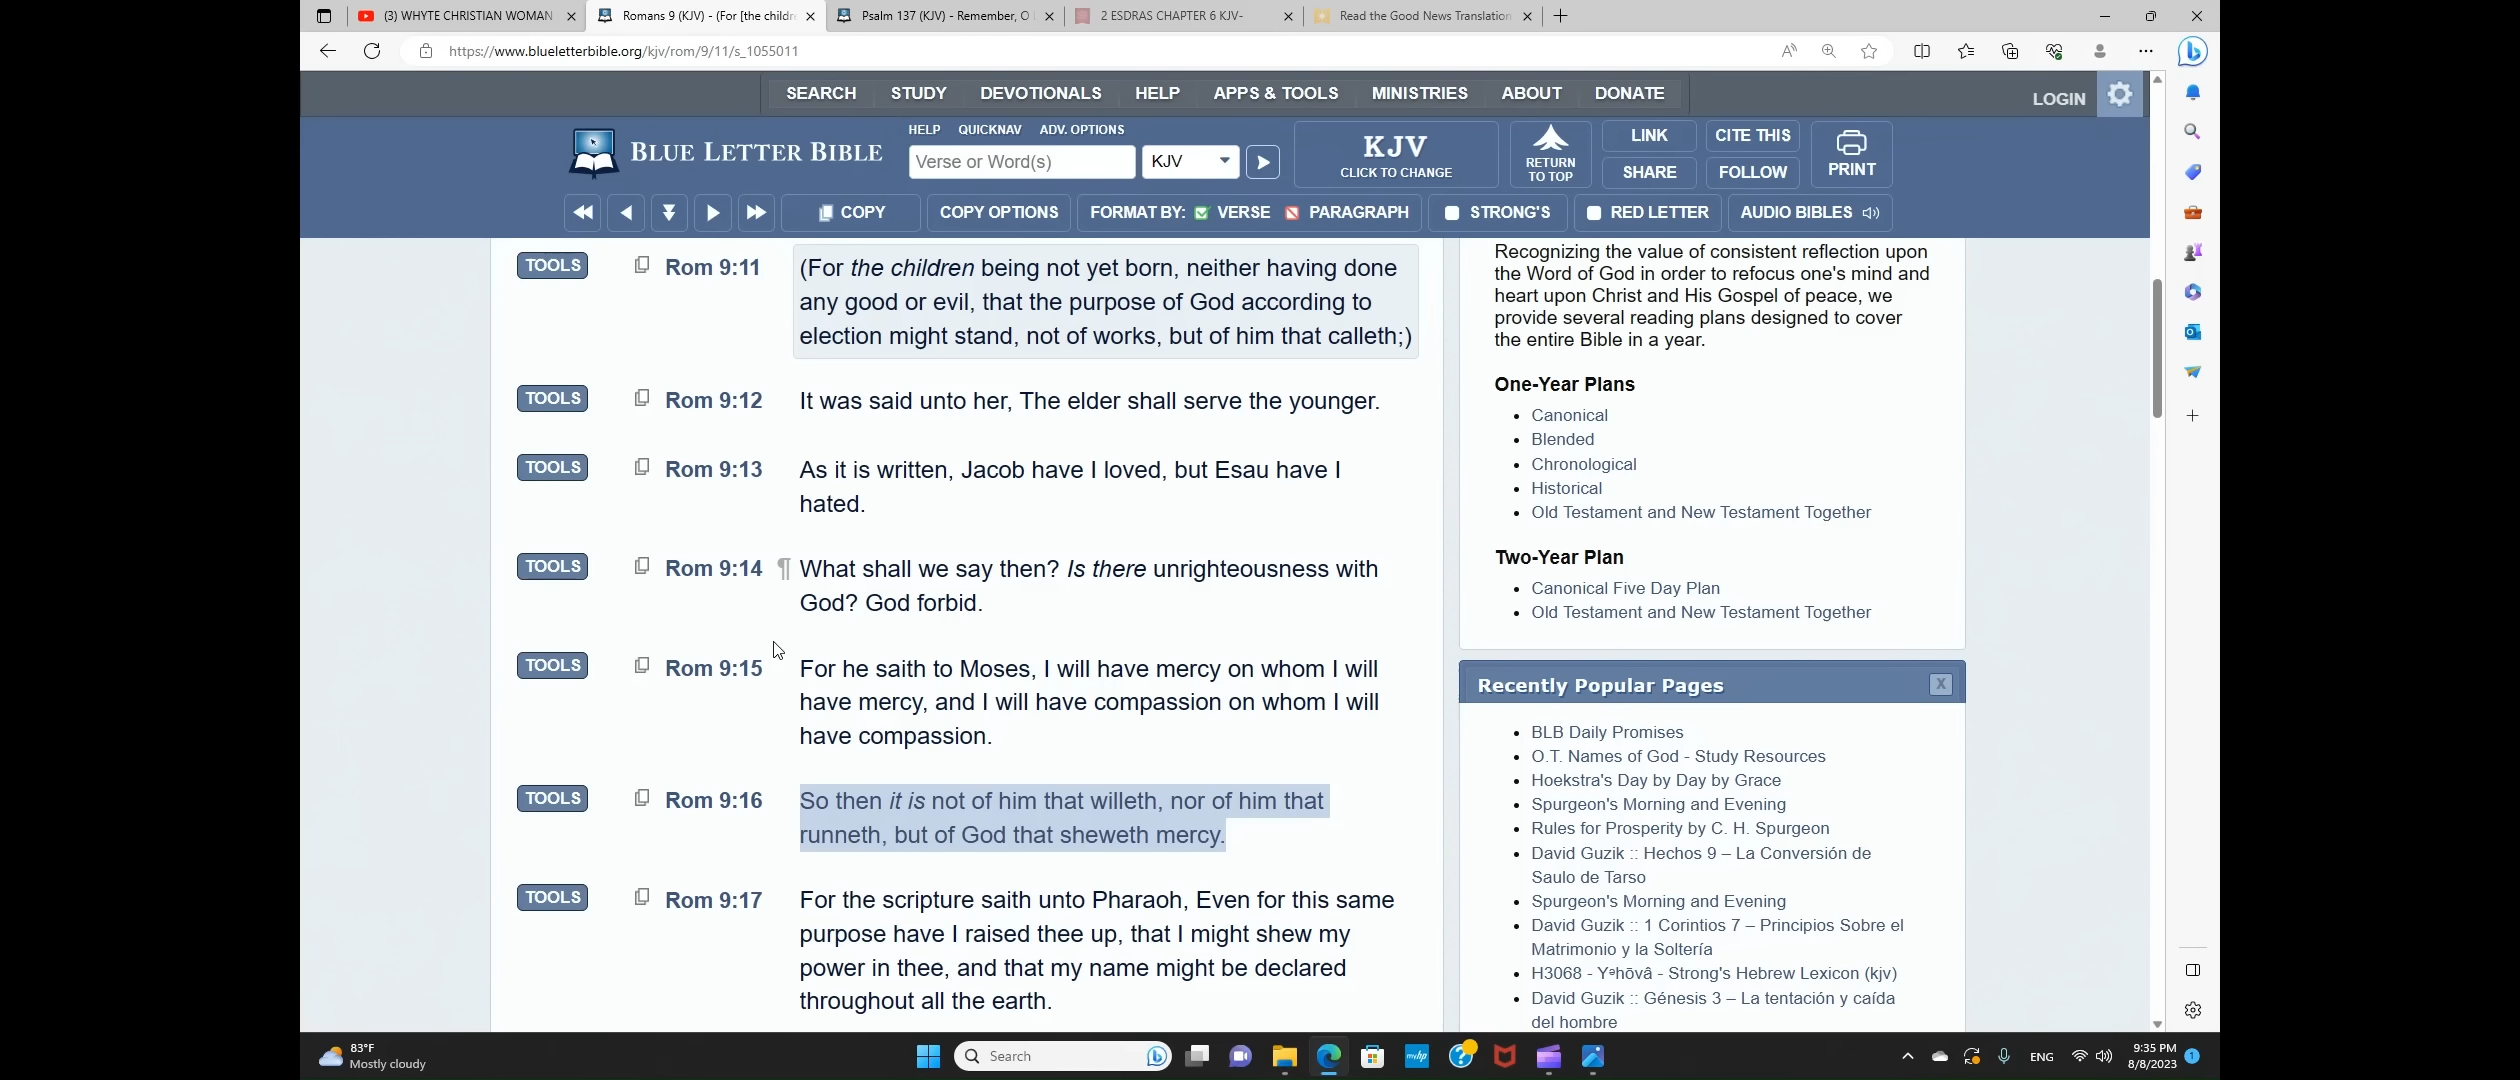 (3) WHYTE CHRISTIAN WOMAN
Romans 9 (KJV) - (For [the childr
Psalm 137 (KJV) - Remember, O
2 ESDRAS CHAPTER 6 KJV-
Read the Good News Translation
https://www.blueletterbible.org/kjv/rom/9/11/s_1055011
SEARCH STUDY DEVOTIONALS HELP APPS & TOOLS MINISTRIES ABOUT DONATE
LOGIN
BLUE LETTER BIBLE
HELP QUICKNAV ADV. OPTIONS
Verse or Word(s)
KJV
KJV
CLICK TO CHANGE
RETURN
TO TOP
LINK
CITE THIS
SHARE
FOLLOW
PRINT
COPY
COPY OPTIONS
FORMAT BY: VERSE PARAGRAPH
STRONG'S
RED LETTER
AUDIO BIBLES
TOOLS Rom 9:11 (For the children being not yet born, neither having done
any good or evil, that the purpose of God according to
election might stand, not of works, but of him that calleth;)
TOOLS Rom 9:12 It was said unto her, The elder shall serve the younger.
TOOLS Rom 9:13 As it is written, Jacob have I loved, but Esau have I
hated.
TOOLS Rom 9:14 ¶ What shall we say then? Is there unrighteousness with
God? God forbid.
TOOLS Rom 9:15 For he saith to Moses, I will have mercy on whom I will
have mercy, and I will have compassion on whom I will
have compassion.
TOOLS Rom 9:16 So then it is not of him that willeth, nor of him that
runneth, but of God that sheweth mercy.
TOOLS Rom 9:17 For the scripture saith unto Pharaoh, Even for this same
purpose have I raised thee up, that I might shew my
power in thee, and that my name might be declared
throughout all the earth.
Recognizing the value of consistent reflection upon
the Word of God in order to refocus one's mind and
heart upon Christ and His Gospel of peace, we
provide several reading plans designed to cover
the entire Bible in a year.
One-Year Plans
• Canonical
• Blended
• Chronological
• Historical
• Old Testament and New Testament Together
Two-Year Plan
• Canonical Five Day Plan
• Old Testament and New Testament Together
Recently Popular Pages
X
• BLB Daily Promises
• O.T. Names of God - Study Resources
• Hoekstra's Day by Day by Grace
• Spurgeon's Morning and Evening
• Rules for Prosperity by C. H. Spurgeon
• David Guzik :: Hechos 9 – La Conversión de
Saulo de Tarso
• Spurgeon's Morning and Evening
• David Guzik :: 1 Corintios 7 – Principios Sobre el
Matrimonio y la Soltería
• H3068 - Yᵊhōvâ - Strong's Hebrew Lexicon (kjv)
• David Guzik :: Génesis 3 – La tentación y caída
del hombre
83°F
Mostly cloudy
Search
myhp
ENG
9:35 PM
8/8/2023
1